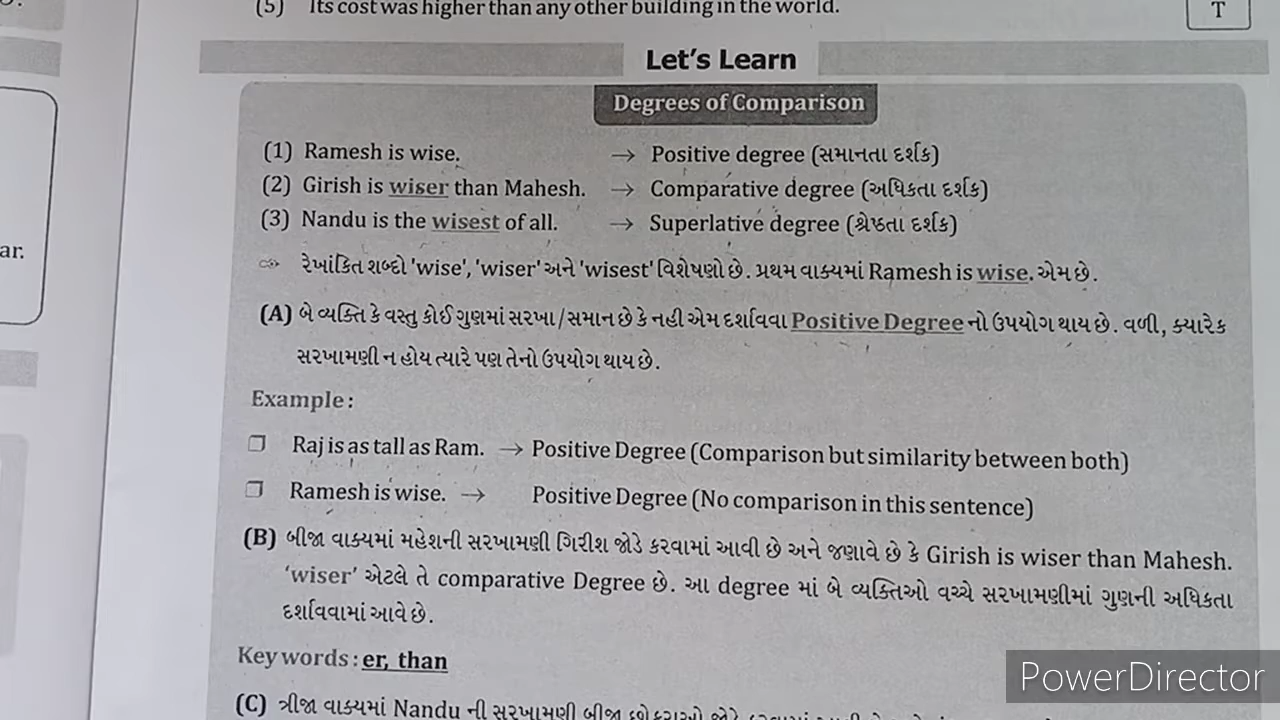 (5) Its cost was higher than any other building in the world.
T
Let's Learn
Degrees of Comparison
(1) Ramesh is wise. → Positive degree (સમાનતા દર્શક)
(2) Girish is wiser than Mahesh. → Comparative degree (અધિકતા દર્શક)
(3) Nandu is the wisest of all. → Superlative degree (શ્રેષ્ઠતા દર્શક)
રેખાંકિત શબ્દો 'wise', 'wiser' અને 'wisest' વિશેષણો છે. પ્રથમ વાક્યમાં Ramesh is wise. એમ છે.
ar.
(A) બે વ્યક્તિ કે વસ્તુ કોઈ ગુણમાં સરખા/સમાન છે કે નહી એમ દર્શાવવા Positive Degree નો ઉપયોગ થાય છે. વળી, ક્યારેક
સરખામણી ન હોય ત્યારે પણ તેનો ઉપયોગ થાય છે.
Example :
❐ Raj is as tall as Ram. → Positive Degree (Comparison but similarity between both)
❐ Ramesh is wise. → Positive Degree (No comparison in this sentence)
(B) બીજા વાક્યમાં મહેશની સરખામણી ગિરીશ જોડે કરવામાં આવી છે અને જણાવે છે કે Girish is wiser than Mahesh.
'wiser' એટલે તે comparative Degree છે. આ degree માં બે વ્યક્તિઓ વચ્ચે સરખામણીમાં ગુણની અધિકતા
દર્શાવવામાં આવે છે.
Key words : er, than
(C) ત્રીજા વાક્યમાં Nandu ની સરખામણી બીજા
PowerDirector